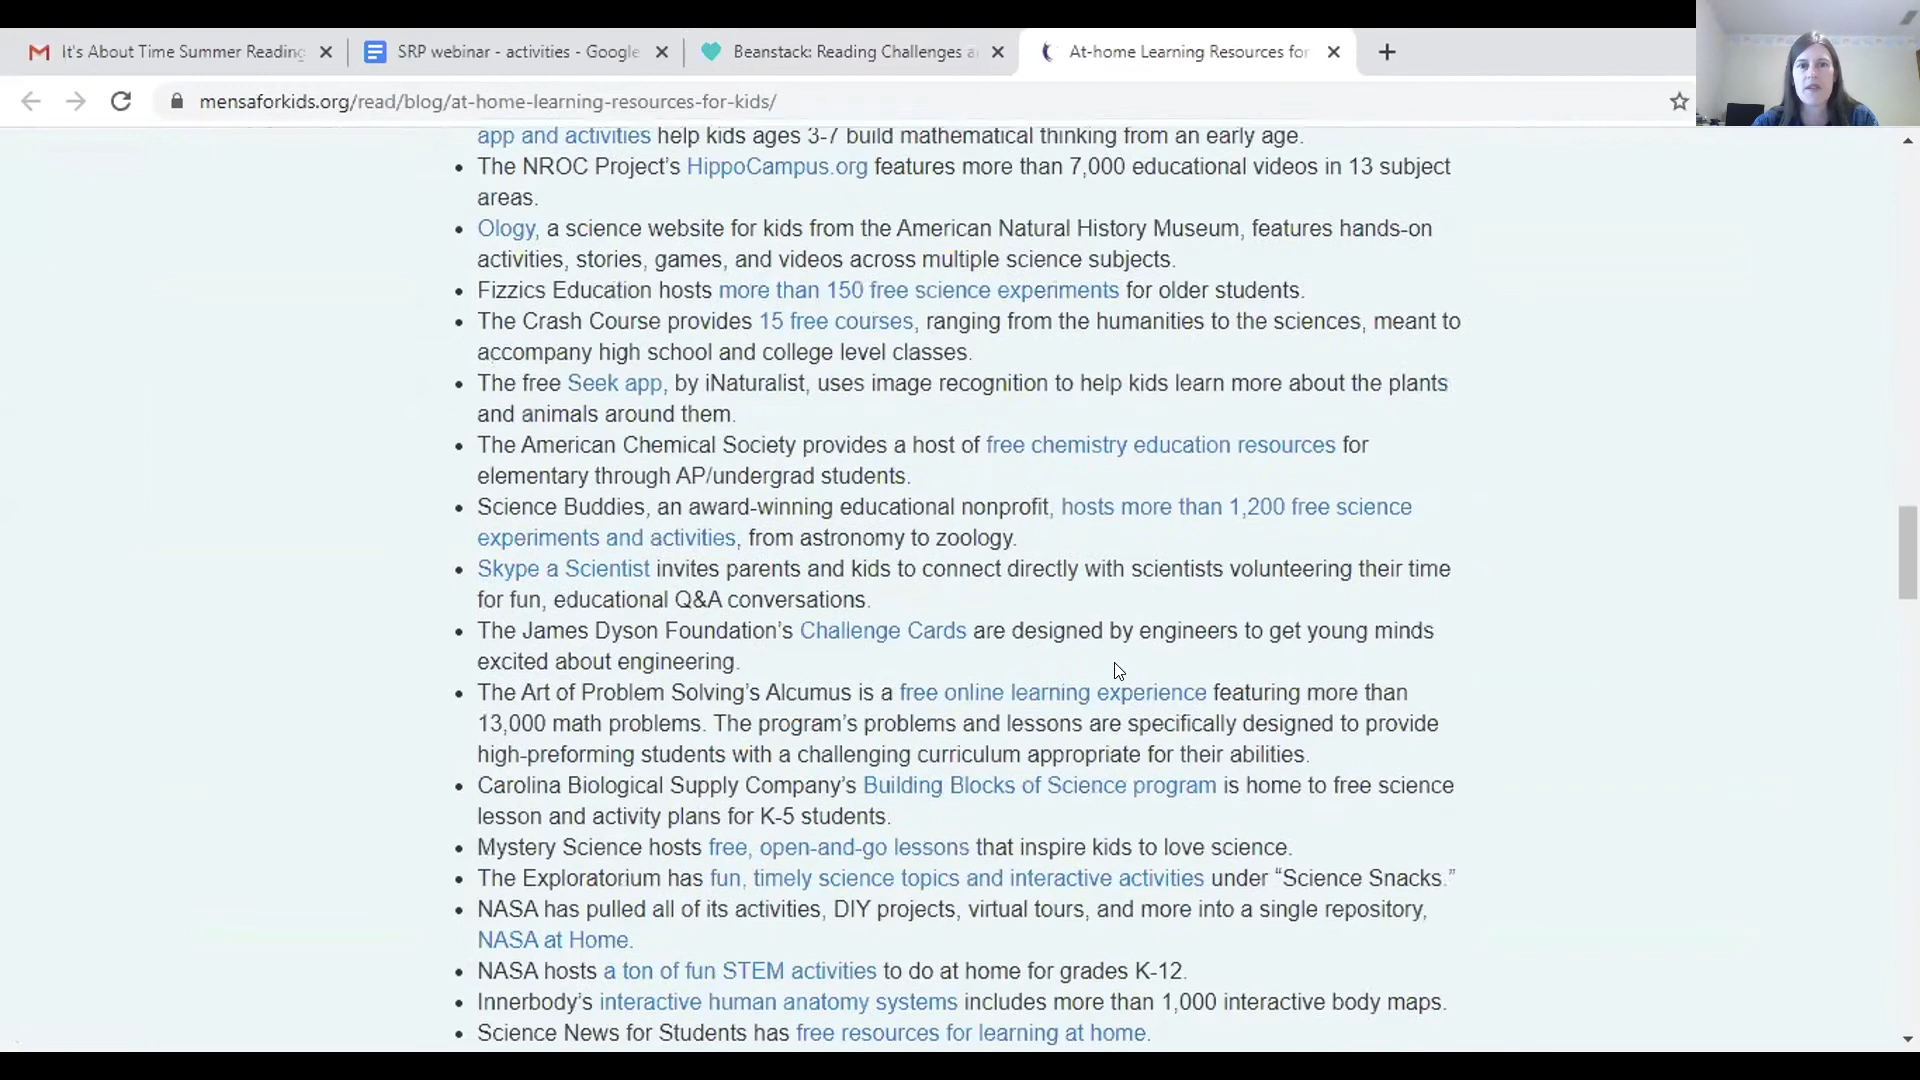 It's About Time Summer Reading
SRP webinar - activities - Google
Beanstack: Reading Challenges a
At-home Learning Resources for
mensaforkids.org/read/blog/at-home-learning-resources-for-kids/
app and activities help kids ages 3-7 build mathematical thinking from an early age.
• The NROC Project's HippoCampus.org features more than 7,000 educational videos in 13 subject
areas.
• Ology, a science website for kids from the American Natural History Museum, features hands-on
activities, stories, games, and videos across multiple science subjects.
• Fizzics Education hosts more than 150 free science experiments for older students.
• The Crash Course provides 15 free courses, ranging from the humanities to the sciences, meant to
accompany high school and college level classes.
• The free Seek app, by iNaturalist, uses image recognition to help kids learn more about the plants
and animals around them.
• The American Chemical Society provides a host of free chemistry education resources for
elementary through AP/undergrad students.
• Science Buddies, an award-winning educational nonprofit, hosts more than 1,200 free science
experiments and activities, from astronomy to zoology.
• Skype a Scientist invites parents and kids to connect directly with scientists volunteering their time
for fun, educational Q&A conversations.
• The James Dyson Foundation's Challenge Cards are designed by engineers to get young minds
excited about engineering.
• The Art of Problem Solving's Alcumus is a free online learning experience featuring more than
13,000 math problems. The program's problems and lessons are specifically designed to provide
high-preforming students with a challenging curriculum appropriate for their abilities.
• Carolina Biological Supply Company's Building Blocks of Science program is home to free science
lesson and activity plans for K-5 students.
• Mystery Science hosts free, open-and-go lessons that inspire kids to love science.
• The Exploratorium has fun, timely science topics and interactive activities under “Science Snacks.”
• NASA has pulled all of its activities, DIY projects, virtual tours, and more into a single repository,
NASA at Home.
• NASA hosts a ton of fun STEM activities to do at home for grades K-12.
• Innerbody's interactive human anatomy systems includes more than 1,000 interactive body maps.
• Science News for Students has free resources for learning at home.